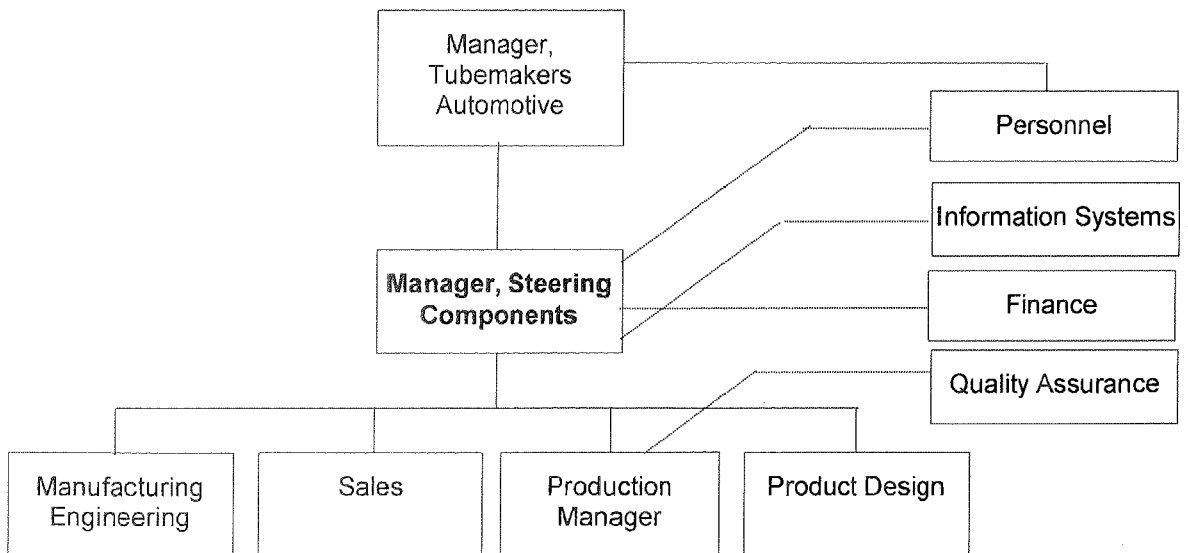 Manager,
Tubemakers
Automotive
Personnel
Information Systems
Manager, Steering
Components
Finance
Quality Assurance
Manufacturing
Engineering
Sales
Production
Manager
Product Design